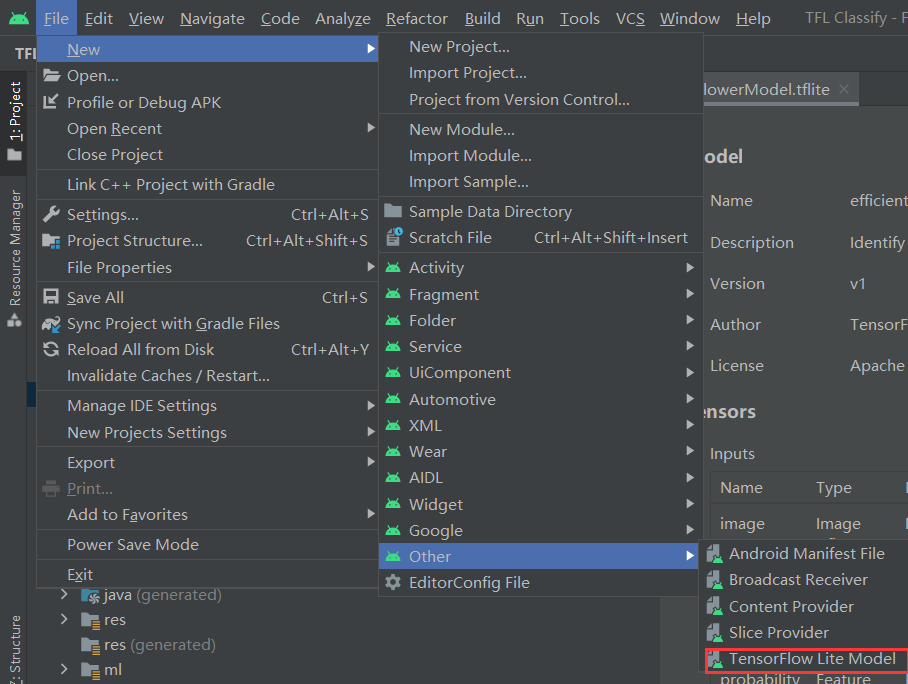 File Edit View Navigate Code Analyze Refactor Build Run Tools VCS Window Help TFL Classify - F
TFL
1: Project
Resource Manager
Z: Structure
New
Open...
Profile or Debug APK
Open Recent
Close Project
Link C++ Project with Gradle
Settings... Ctrl+Alt+S
Project Structure... Ctrl+Alt+Shift+S
File Properties
Save All Ctrl+S
Sync Project with Gradle Files
Reload All from Disk Ctrl+Alt+Y
Invalidate Caches / Restart...
Manage IDE Settings
New Projects Settings
Export
Print...
Add to Favorites
Power Save Mode
Exit
java (generated)
res
res (generated)
ml
New Project...
Import Project...
Project from Version Control...
New Module...
Import Module...
Import Sample...
Sample Data Directory
Scratch File Ctrl+Alt+Shift+Insert
Activity
Fragment
Folder
Service
UiComponent
Automotive
XML
Wear
AIDL
Widget
Google
Other
EditorConfig File
lowerModel.tflite
odel
Name efficient
Description Identify
Version v1
Author TensorF
License Apache
ensors
Inputs
Name Type
image Image
Android Manifest File
Broadcast Receiver
Content Provider
Slice Provider
TensorFlow Lite Model
probability Feature